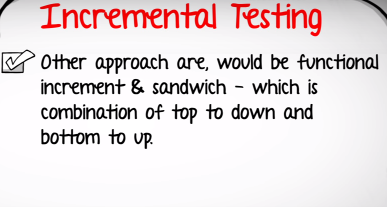 Incremental Testing
Other approach are, would be functional
increment & sandwich - which is
combination of top to down and
bottom to up.